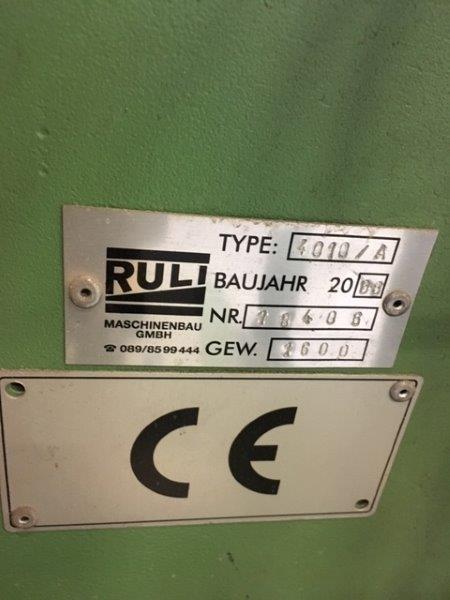 RULI
MASCHINENBAU
GMBH
☎ 089/8599444
TYPE: 4010/A
BAUJAHR 20
NR.
GEW. 1600
CE